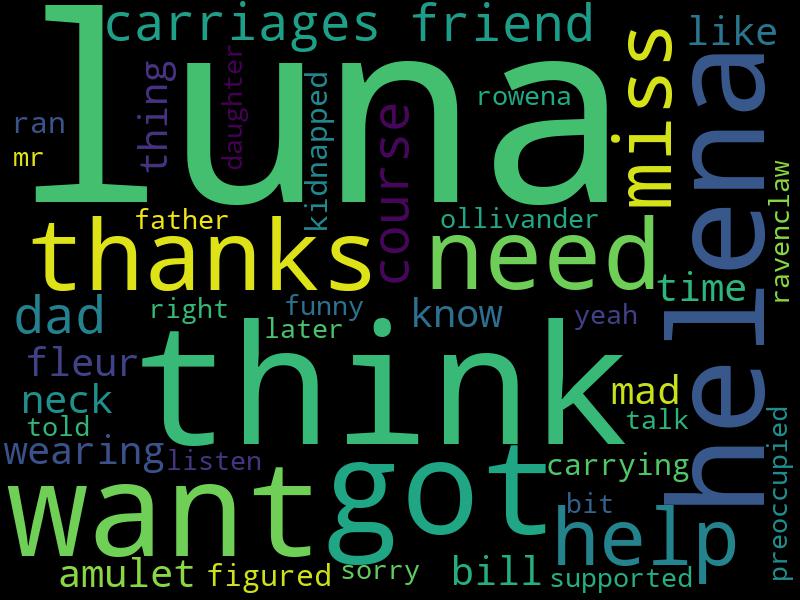 carriages friend like
luna
miss
helena
ran
thing
daughter
kidnapped
course
rowena
mr
ravenclaw
father ollivander
thanks need
time
dad right funny know yeah
later
think
fleur
neck
mad
told talk
wearing listen carrying
preoccupied
want got
bit
help
amulet figured sorry bill supported